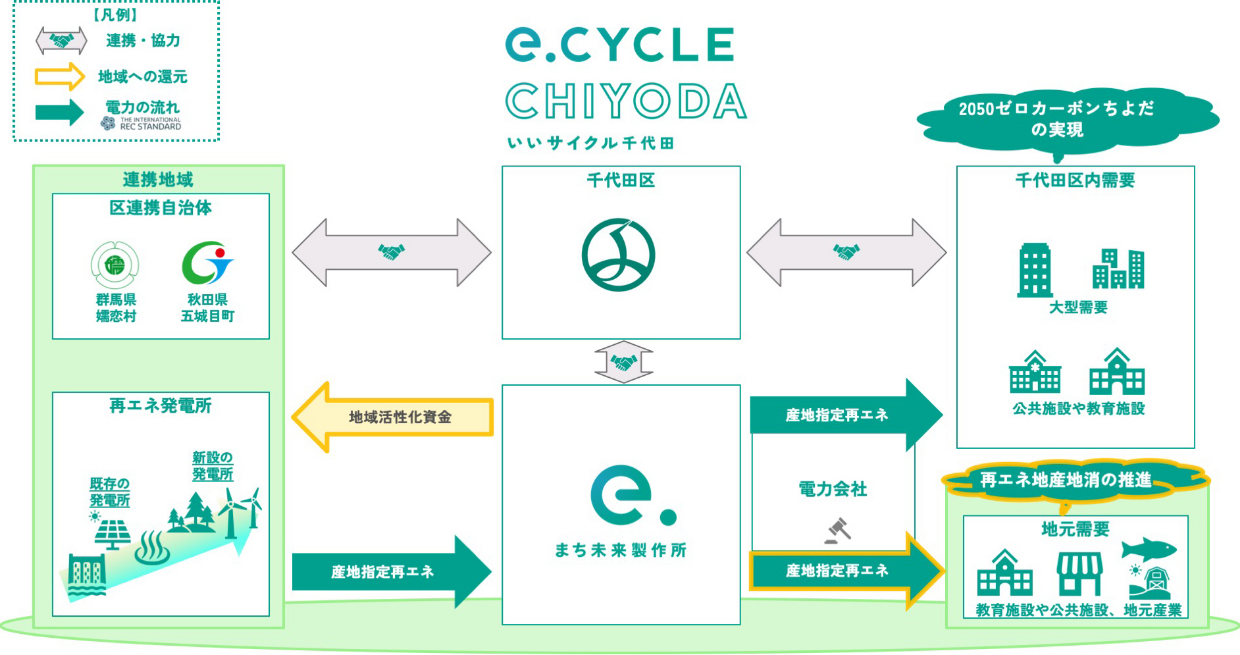 【凡例】
連携・協力
地域への還元
電力の流れ
THE INTERNATIONAL
REC STANDARD
e.CYCLE
CHIYODA
いいサイクル千代田
2050ゼロカーボンちよだ
の実現
連携地域
区連携自治体
群馬県
嬬恋村
秋田県
五城目町
千代田区
千代田区内需要
大型需要
公共施設や教育施設
再エネ発電所
既存の
発電所
新設の
発電所
地域活性化資金
産地指定再エネ
e.
まち未来製作所
産地指定再エネ
電力会社
産地指定再エネ
再エネ地産地消の推進
地元需要
教育施設や公共施設、地元産業